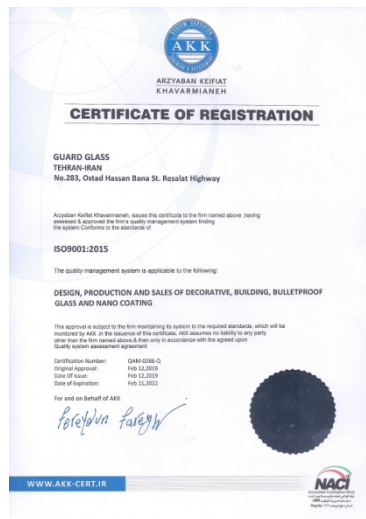 SYSTEM CERTIFIER
AKK
TRAINING & ASSESSMENT
ARZYABAN KEIFIAT
KHAVARMIANEH
CERTIFICATE OF REGISTRATION
GUARD GLASS
TEHRAN-IRAN
No.283, Ostad Hassan Bana St. Resalat Highway
Arzyaban Keifiat Khavarmianeh, issues this certificate to the firm named above ,having
assessed & approved the firm's quality management system finding
the system Conforms to the standards of:
ISO9001:2015
The quality management system is applicable to the following:
DESIGN, PRODUCTION AND SALES OF DECORATIVE, BUILDING, BULLETPROOF
GLASS AND NANO COATING
This approval is subject to the firm maintaining its system to the required standards, which will be
monitored by AKK .in the issuance of this certificate, AKK assumes no liability to any party
other than the firm named above & then only in accordance with the agreed upon
Quality system assessment agreement
Certification Number: QAM-0266-Q
Original Approval: Feb 12,2019
Date Of Issue: Feb 12,2019
Date of Expiration: Feb 11,2022
For and on Behalf of AKK
Fereydun Faregh
WWW.AKK-CERT.IR
NACI